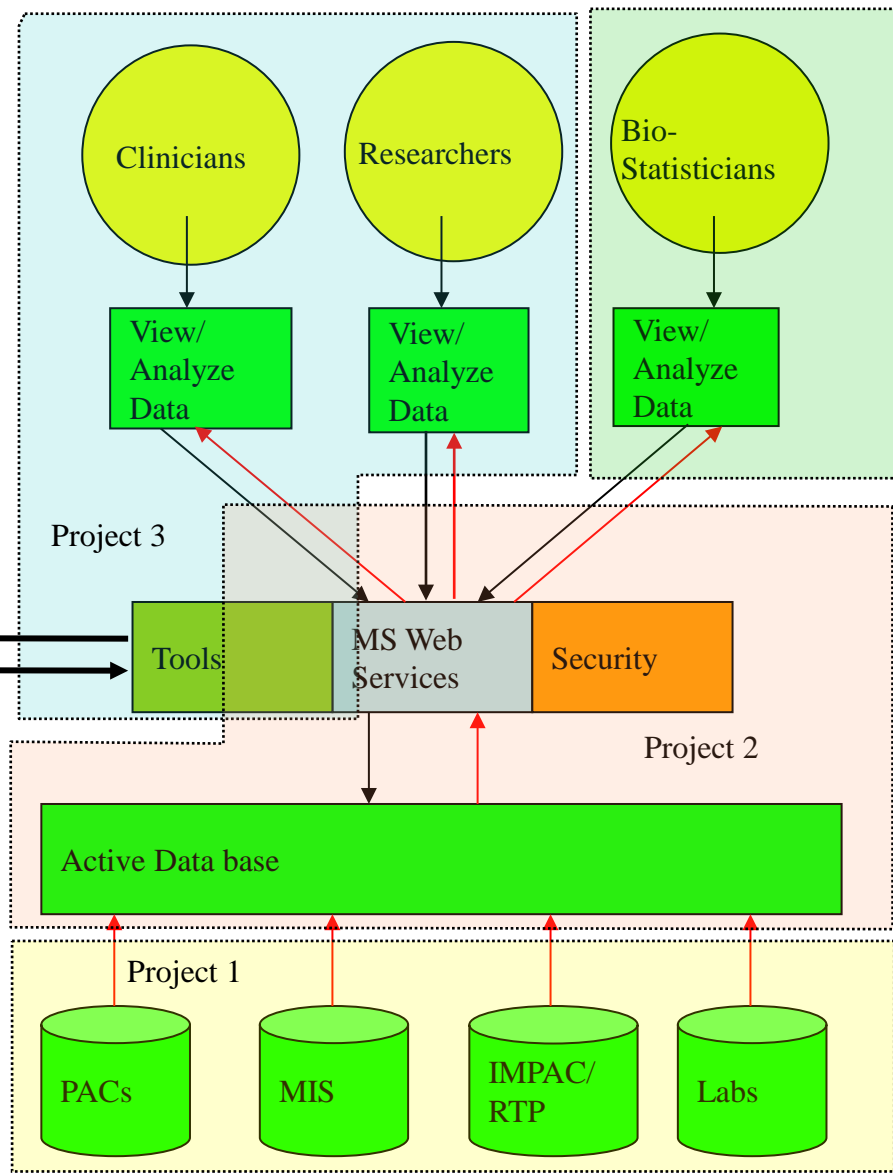 Clinicians
Researchers
Bio-
Statisticians
View/
Analyze
Data
View/
Analyze
Data
View/
Analyze
Data
Project 3
Tools
MS Web
Services
Security
Project 2
Active Data base
Project 1
PACs
MIS
IMPAC/
RTP
Labs